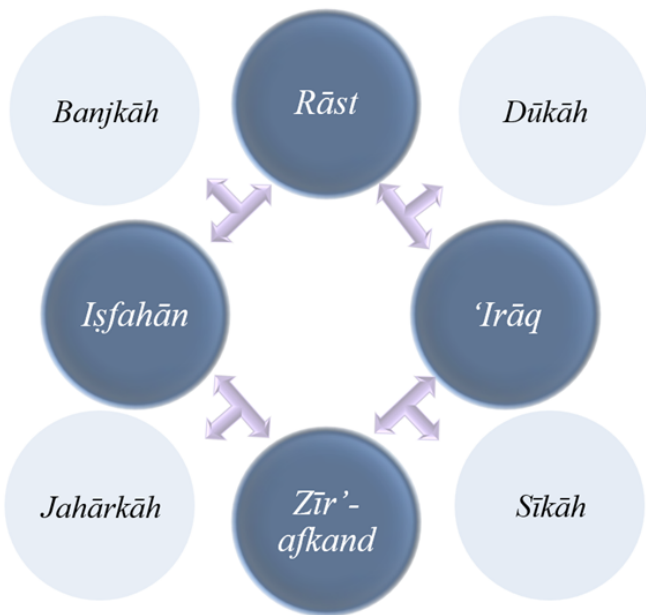 Banjkāh
Rāst
Dūkāh
Iṣfahān
‘Irāq
Jahārkāh
Zīr’-
afkand
Sīkāh